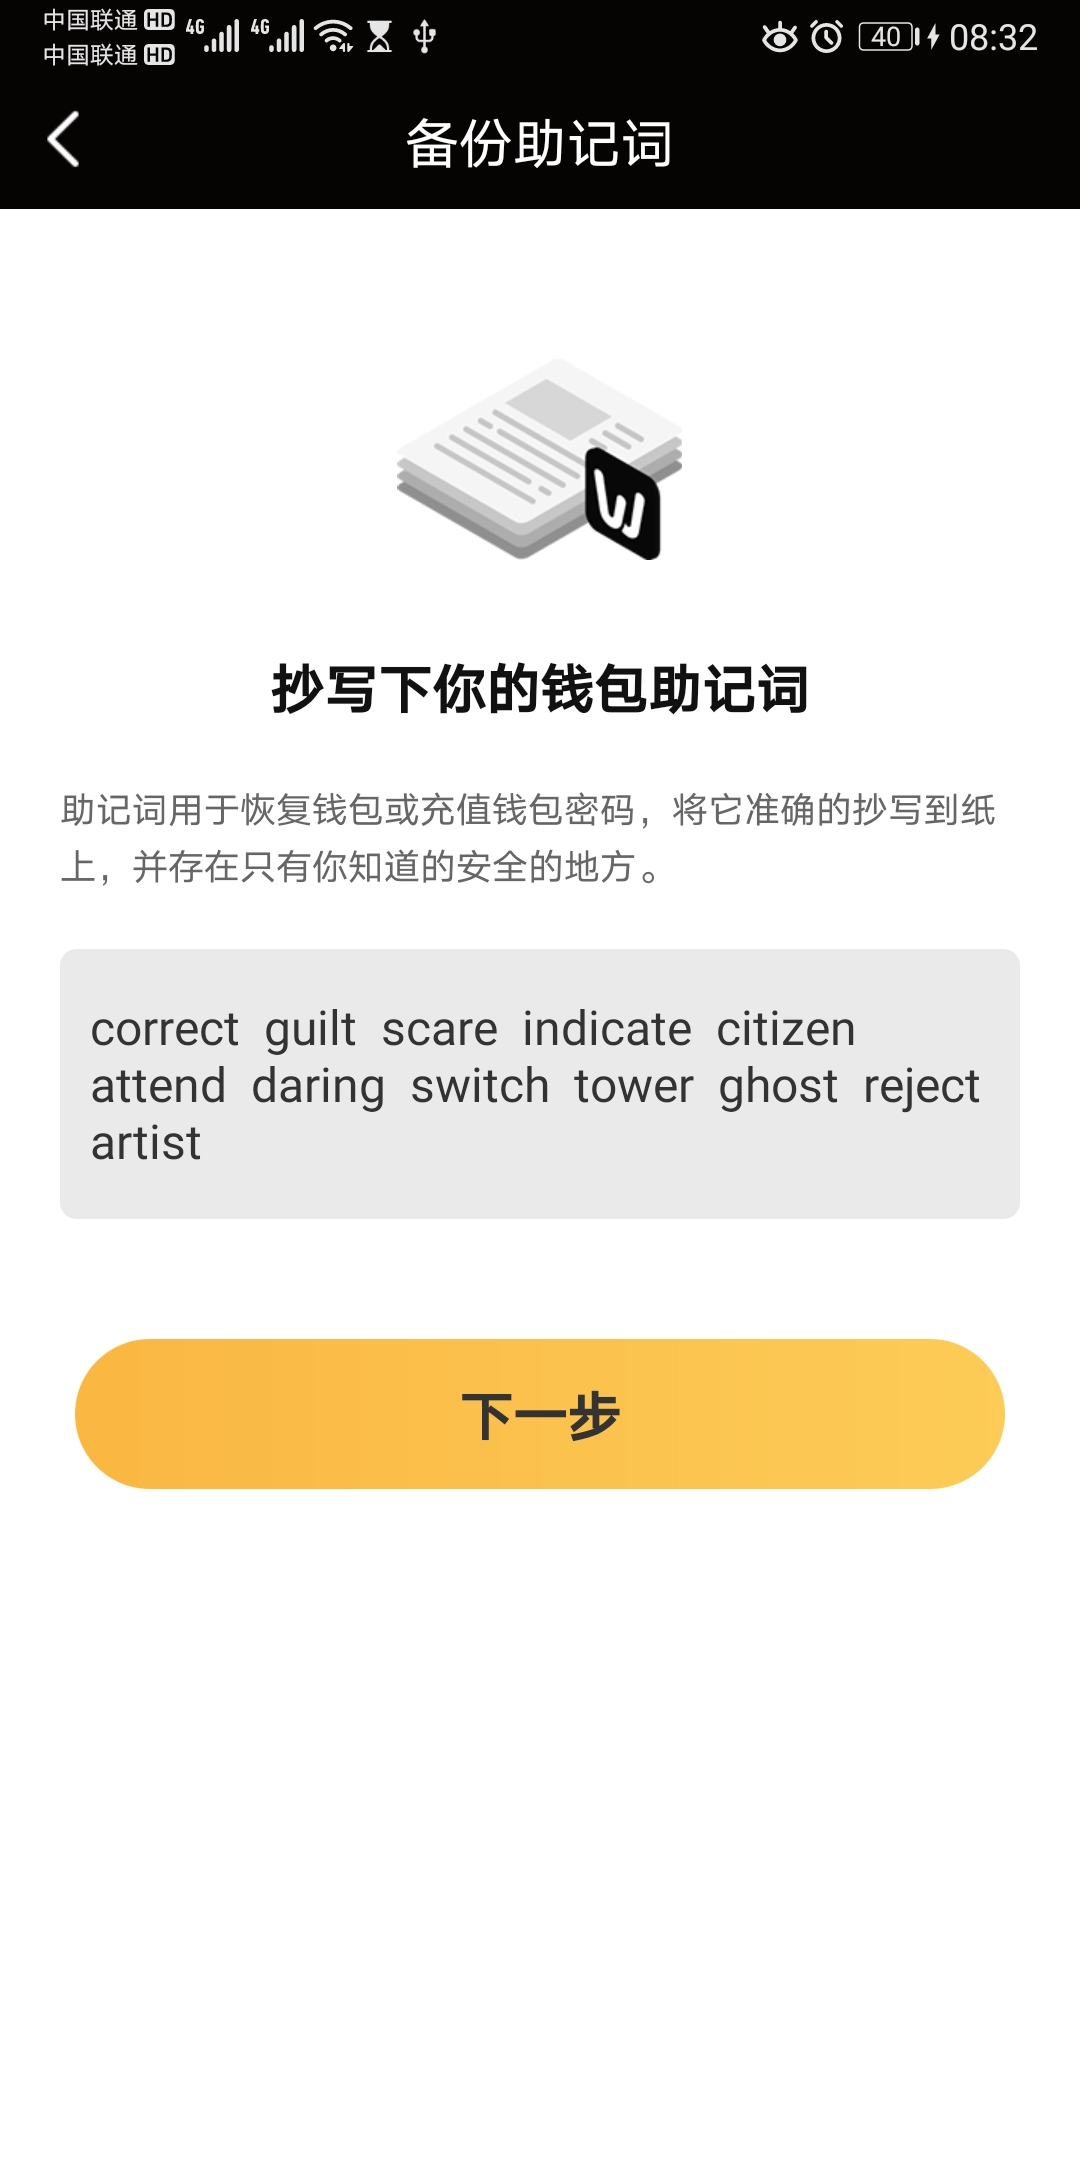 中国联通 HD 4G 4G 40 08:32
中国联通 HD
备份助记词
抄写下你的钱包助记词
助记词用于恢复钱包或充值钱包密码，将它准确的抄写到纸
上，并存在只有你知道的安全的地方。
correct guilt scare indicate citizen
attend daring switch tower ghost reject
artist
下一步